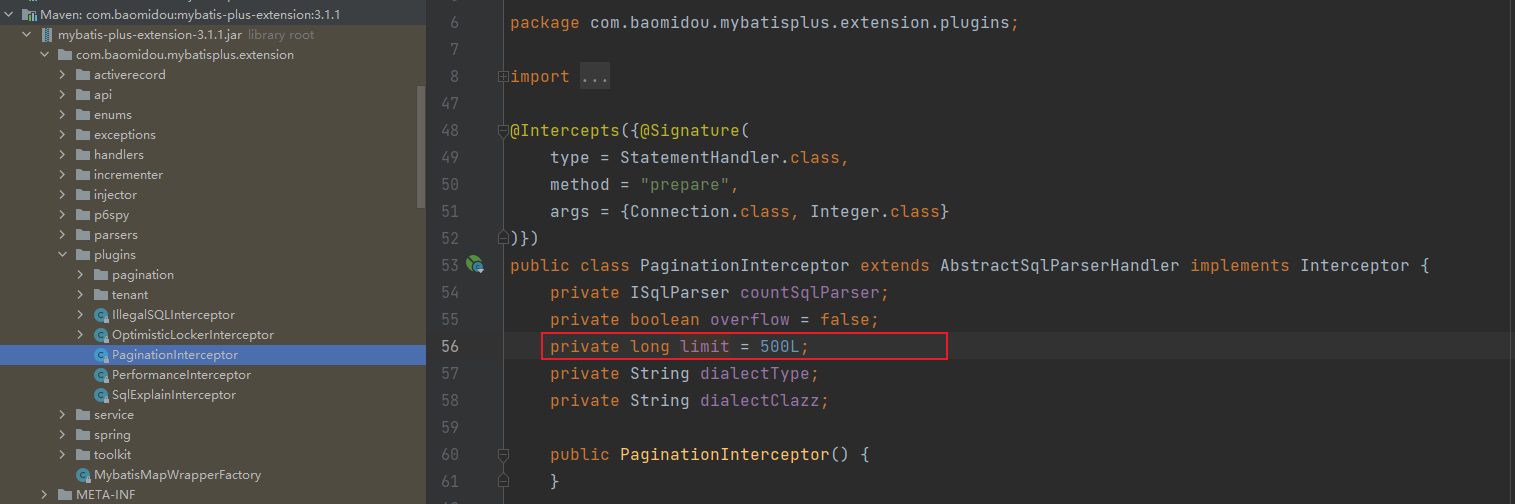 Maven: com.baomidou:mybatis-plus-extension:3.1.1
mybatis-plus-extension-3.1.1.jar library root
com.baomidou.mybatisplus.extension
activerecord
api
enums
exceptions
handlers
incrementer
injector
p6spy
parsers
plugins
pagination
tenant
IllegalSQLInterceptor
OptimisticLockerInterceptor
PaginationInterceptor
PerformanceInterceptor
SqlExplainInterceptor
service
spring
toolkit
MybatisMapWrapperFactory
META-INF
6 package com.baomidou.mybatisplus.extension.plugins;
7
8 import ...
47
48 @Intercepts({@Signature(
49 type = StatementHandler.class,
50 method = "prepare",
51 args = {Connection.class, Integer.class}
52 )})
53 public class PaginationInterceptor extends AbstractSqlParserHandler implements Interceptor {
54 private ISqlParser countSqlParser;
55 private boolean overflow = false;
56 private long limit = 500L;
57 private String dialectType;
58 private String dialectClazz;
59
60 public PaginationInterceptor() {
61 }